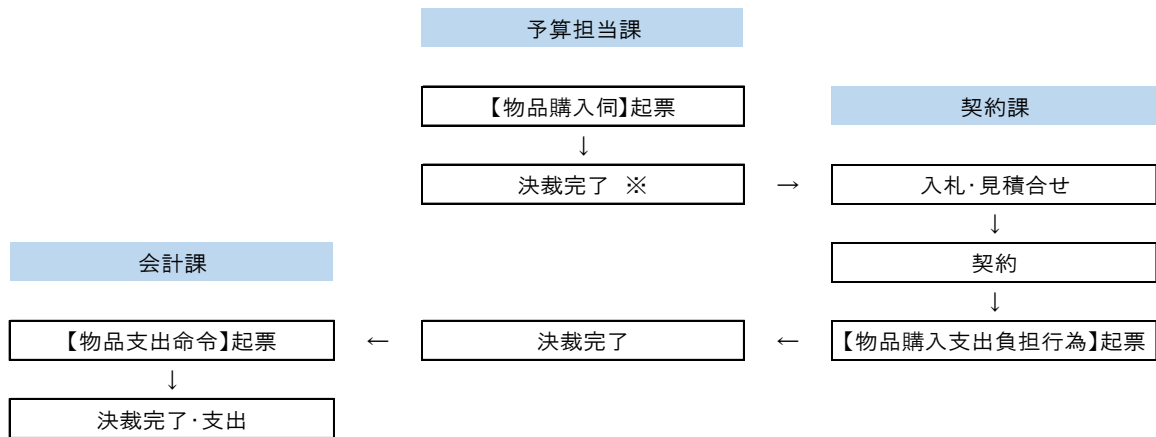 予算担当課
【物品購入伺】起票
契約課
↓
決裁完了 ※
→
入札･見積合せ
↓
会計課
契約
↓
【物品支出命令】起票
←
決裁完了
←
【物品購入支出負担行為】起票
↓
決裁完了･支出